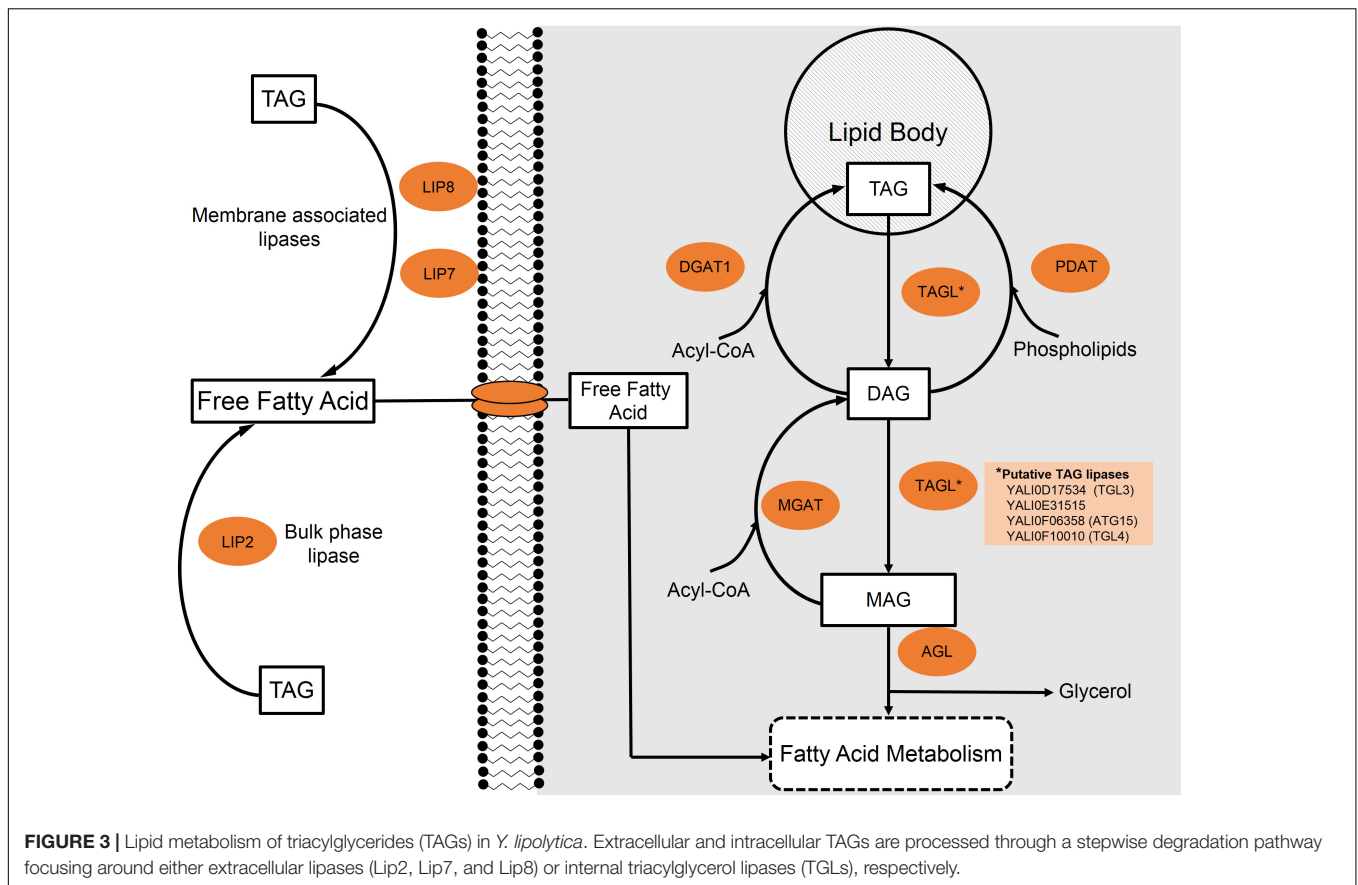 TAG
LIP8
Membrane associated
lipases
LIP7
Free Fatty Acid
LIP2
Bulk phase
lipase
TAG
Lipid Body
TAG
DGAT1
TAGL*
PDAT
Acyl-CoA
Phospholipids
Free Fatty
Acid
DAG
MGAT
TAGL*
*Putative TAG lipases
YALI0D17534 (TGL3)
YALI0E31515
YALI0F06358 (ATG15)
YALI0F10010 (TGL4)
Acyl-CoA
MAG
AGL
Glycerol
Fatty Acid Metabolism
FIGURE 3 | Lipid metabolism of triacylglycerides (TAGs) in Y. lipolytica. Extracellular and intracellular TAGs are processed through a stepwise degradation pathway
focusing around either extracellular lipases (Lip2, Lip7, and Lip8) or internal triacylglycerol lipases (TGLs), respectively.